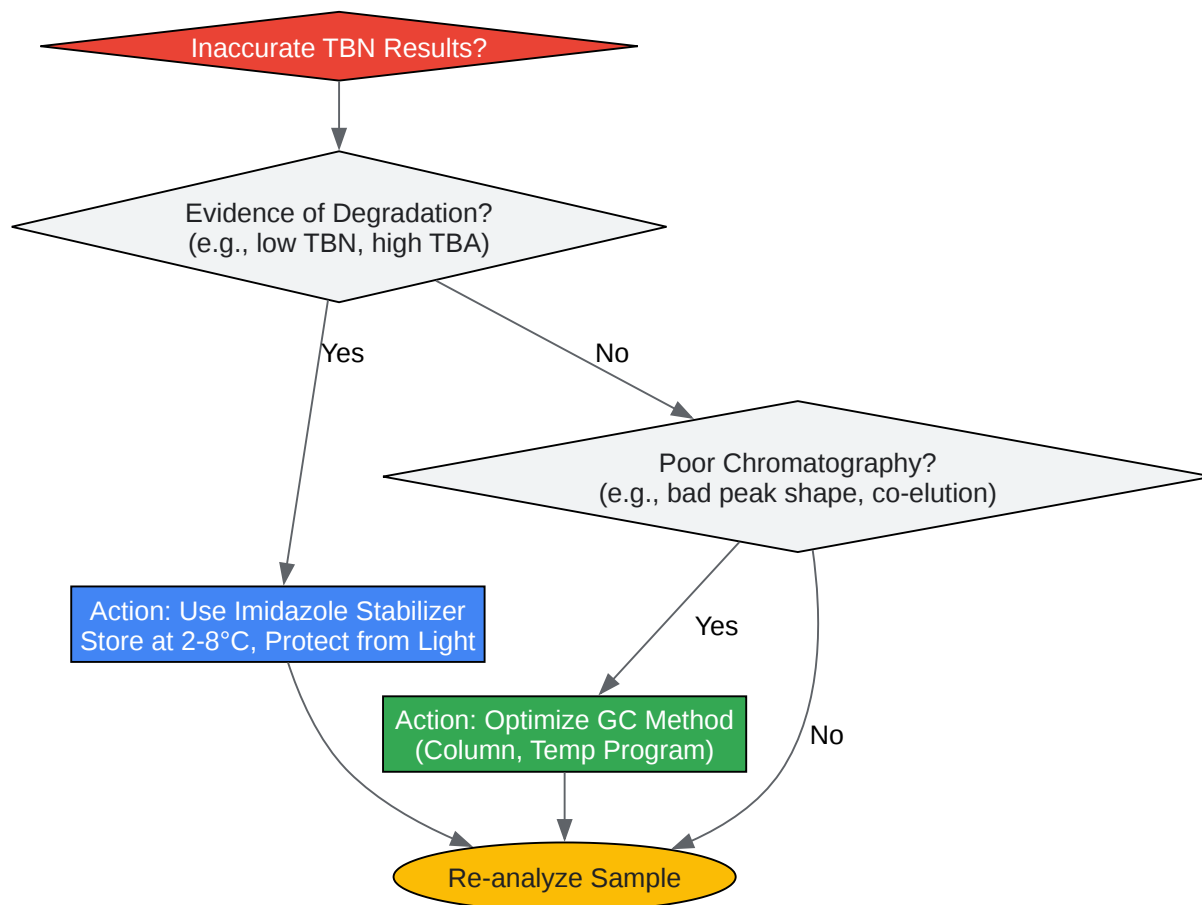 Inaccurate TBN Results?
Evidence of Degradation?
(e.g., low TBN, high TBA)
Yes
No
Poor Chromatography?
(e.g., bad peak shape, co-elution)
Action: Use Imidazole Stabilizer
Store at 2-8°C, Protect from Light
Yes
Action: Optimize GC Method
(Column, Temp Program)
No
Re-analyze Sample